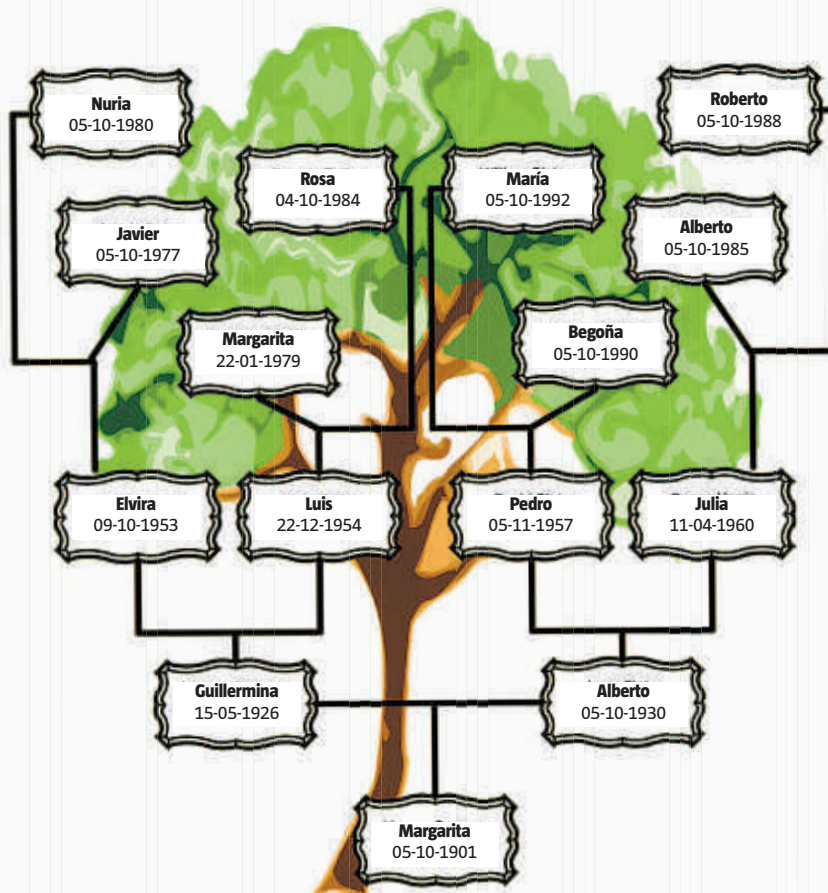 Nuria
05-10-1980
Roberto
05-10-1988
Rosa
04-10-1984
María
05-10-1992
Javier
05-10-1977
Alberto
05-10-1985
Margarita
22-01-1979
Begoña
05-10-1990
Elvira
09-10-1953
Luis
22-12-1954
Pedro
05-11-1957
Julia
11-04-1960
Guillermina
15-05-1926
Alberto
05-10-1930
Margarita
05-10-1901